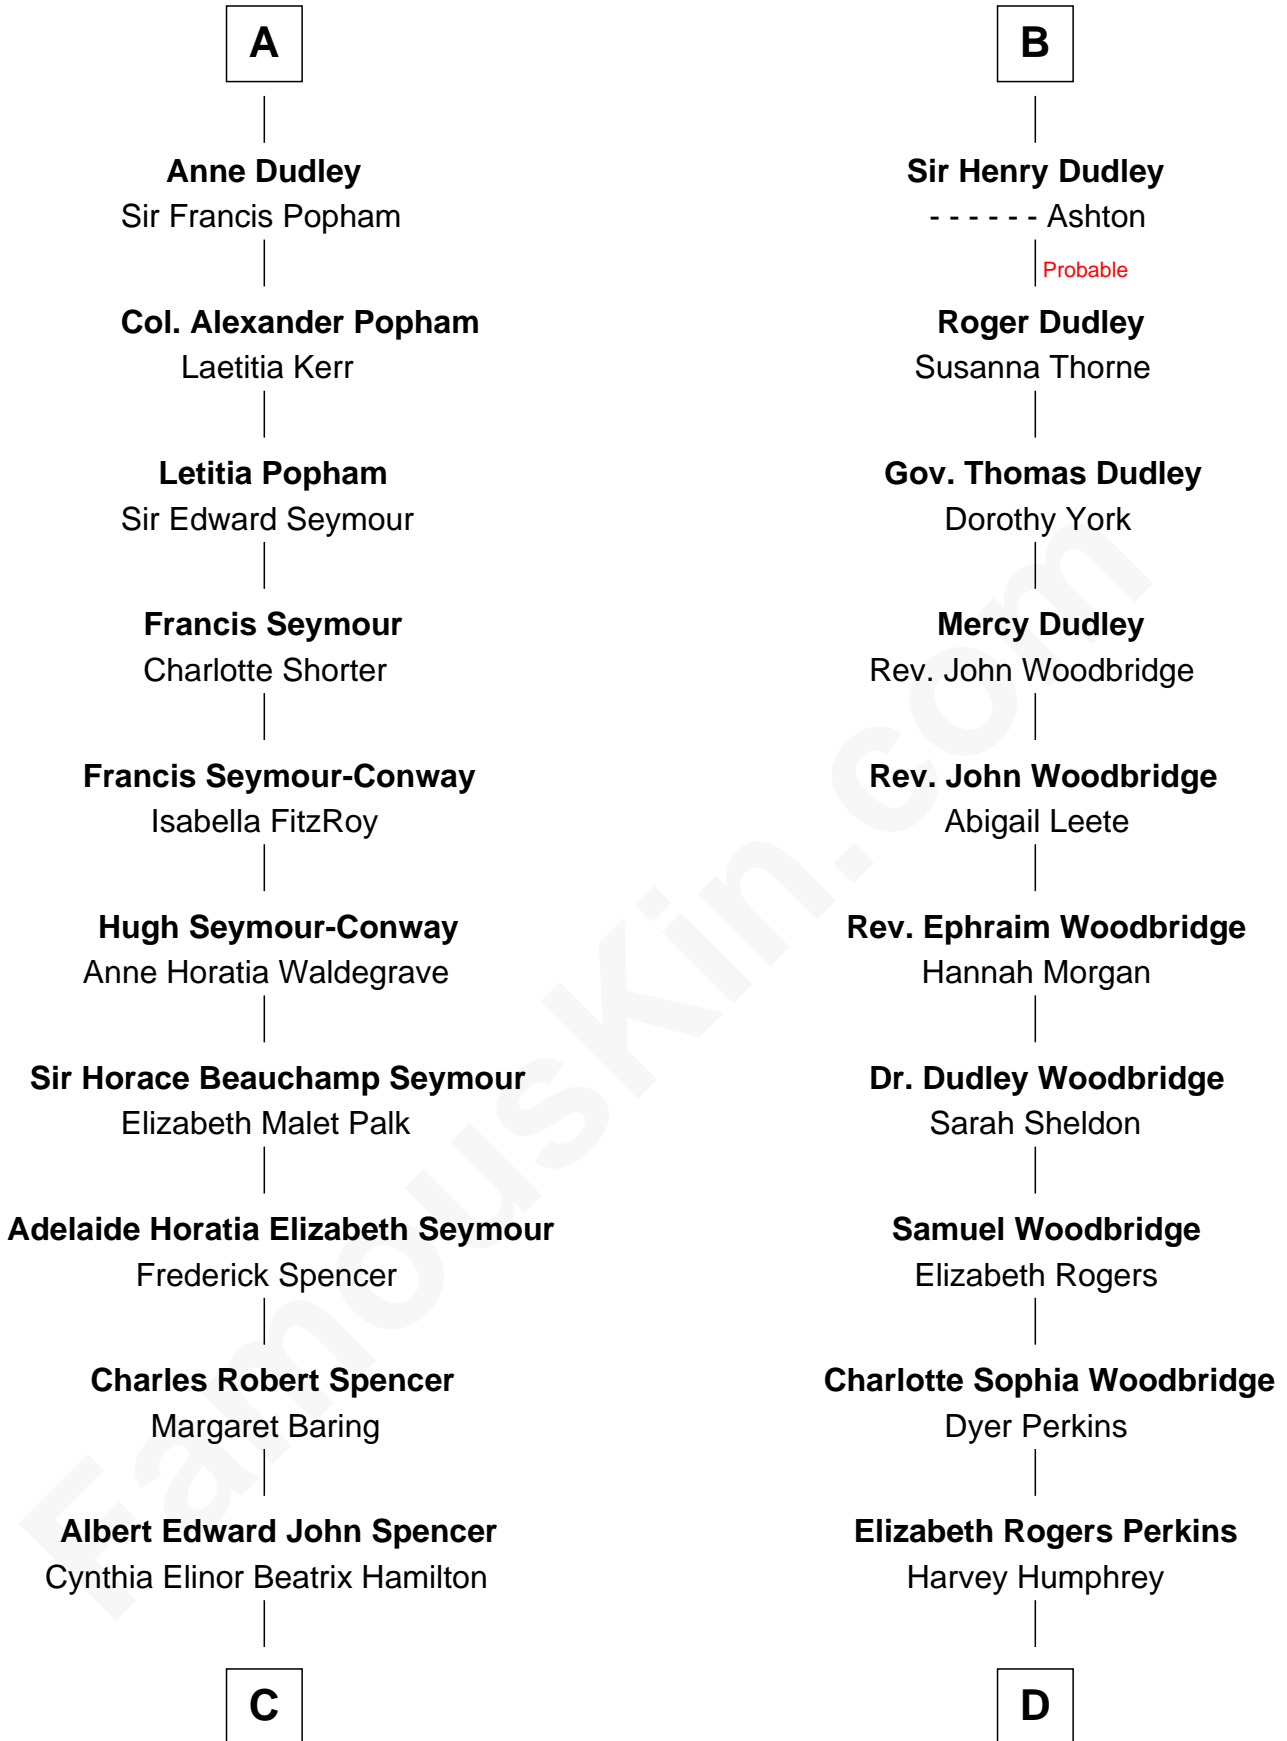 A
Anne Dudley
Sir Francis Popham
Col. Alexander Popham
Laetitia Kerr
Letitia Popham
Sir Edward Seymour
Francis Seymour
Charlotte Shorter
Francis Seymour-Conway
Isabella FitzRoy
Hugh Seymour-Conway
Anne Horatia Waldegrave
Sir Horace Beauchamp Seymour
Elizabeth Malet Palk
Adelaide Horatia Elizabeth Seymour
Frederick Spencer
Charles Robert Spencer
Margaret Baring
Albert Edward John Spencer
Cynthia Elinor Beatrix Hamilton
C
B
Sir Henry Dudley
- - - - - - Ashton
Probable
Roger Dudley
Susanna Thorne
Gov. Thomas Dudley
Dorothy York
Mercy Dudley
Rev. John Woodbridge
Rev. John Woodbridge
Abigail Leete
Rev. Ephraim Woodbridge
Hannah Morgan
Dr. Dudley Woodbridge
Sarah Sheldon
Samuel Woodbridge
Elizabeth Rogers
Charlotte Sophia Woodbridge
Dyer Perkins
Elizabeth Rogers Perkins
Harvey Humphrey
D
FamousKin.com